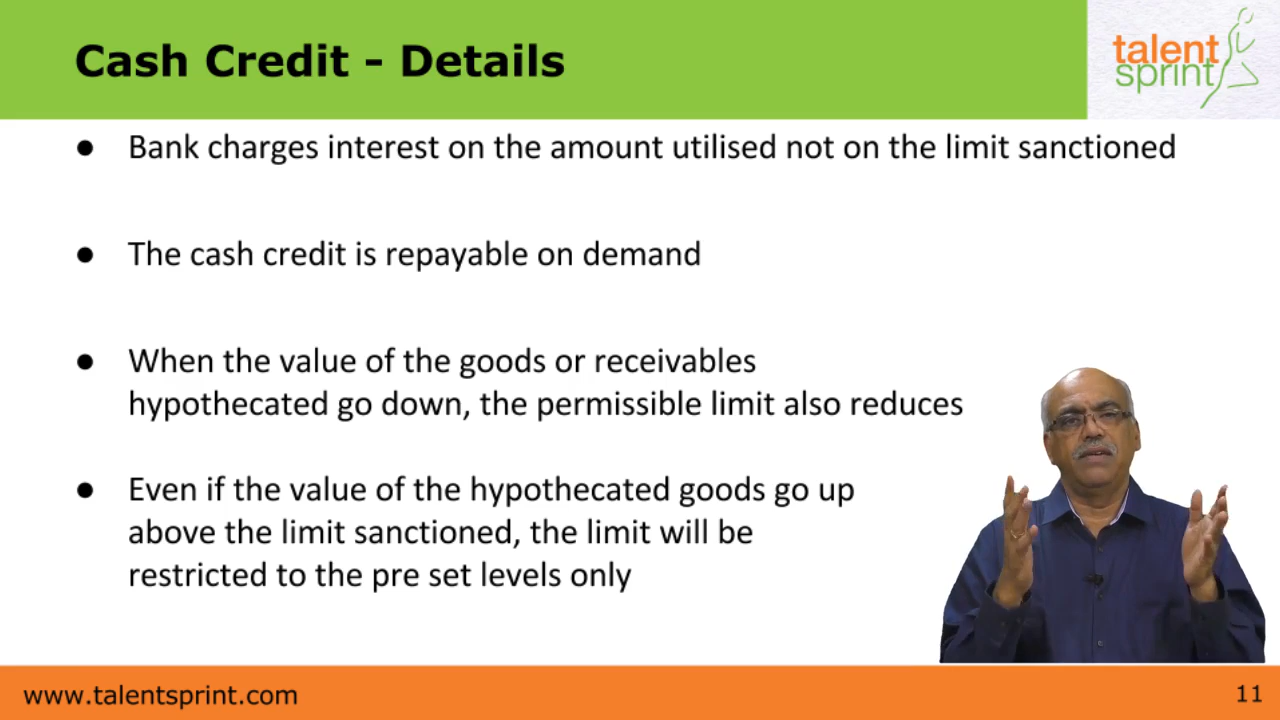 Cash Credit - Details
talent
sprint
● Bank charges interest on the amount utilised not on the limit sanctioned
● The cash credit is repayable on demand
● When the value of the goods or receivables
hypothecated go down, the permissible limit also reduces
● Even if the value of the hypothecated goods go up
above the limit sanctioned, the limit will be
restricted to the pre set levels only
www.talentsprint.com
11